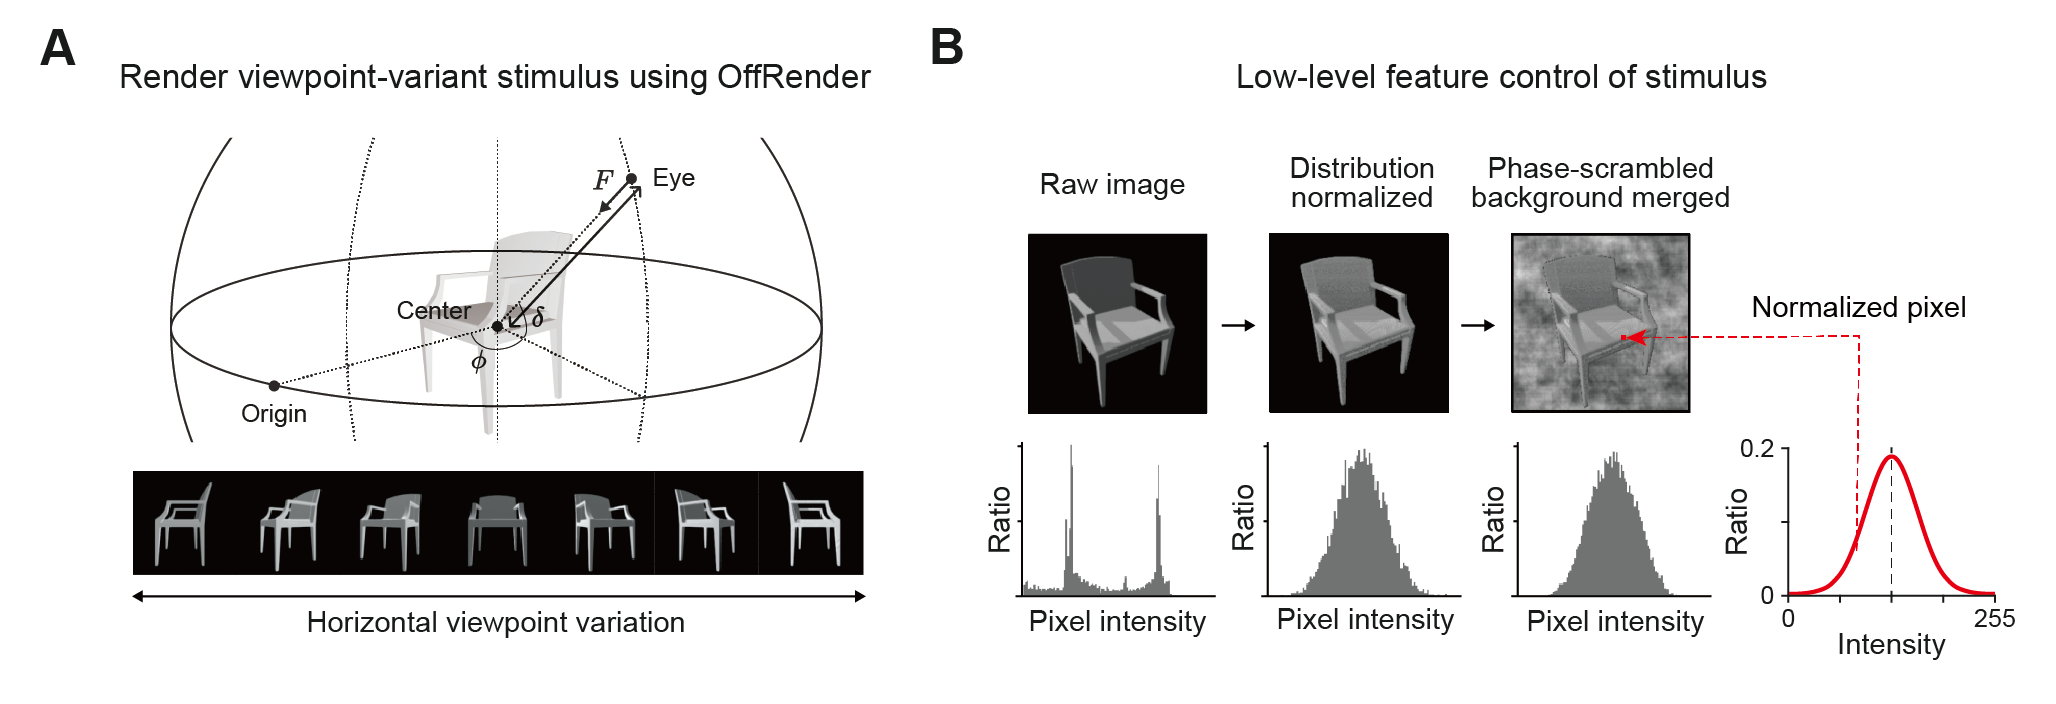 A
Render viewpoint-variant stimulus using OffRender
F
Eye
Center
δ
ϕ
Origin
Horizontal viewpoint variation
B
Low-level feature control of stimulus
Raw image
Distribution
normalized
Phase-scrambled
background merged
Normalized pixel
Ratio
Pixel intensity
Ratio
Pixel intensity
Ratio
Pixel intensity
Ratio
0.2
0
0
255
Intensity